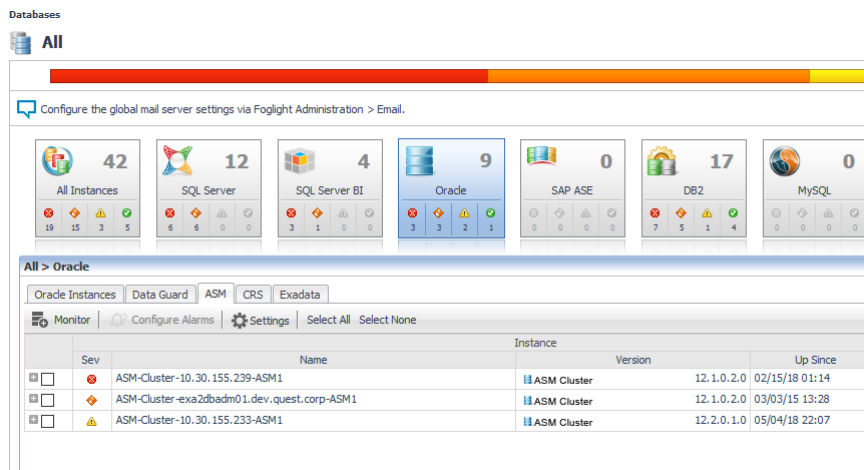 Databases
All
Configure the global mail server settings via Foglight Administration > Email.
42 12 4 9 0 17 0
All Instances SQL Server SQL Server BI Oracle SAP ASE DB2 MySQL
19 15 3 5 6 6 0 0 3 1 0 0 3 3 2 1 0 0 0 0 7 5 1 4 0 0 0 0
All > Oracle
Oracle Instances Data Guard ASM CRS Exadata
Monitor Configure Alarms Settings Select All Select None
Instance
Sev Name Version Up Since
ASM-Cluster-10.30.155.239-ASM1 ASM Cluster 12.1.0.2.0 02/15/18 01:14
ASM-Cluster-exa2dbadm01.dev.quest.corp-ASM1 ASM Cluster 12.1.0.2.0 03/03/15 13:28
ASM-Cluster-10.30.155.233-ASM1 ASM Cluster 12.2.0.1.0 05/04/18 22:07